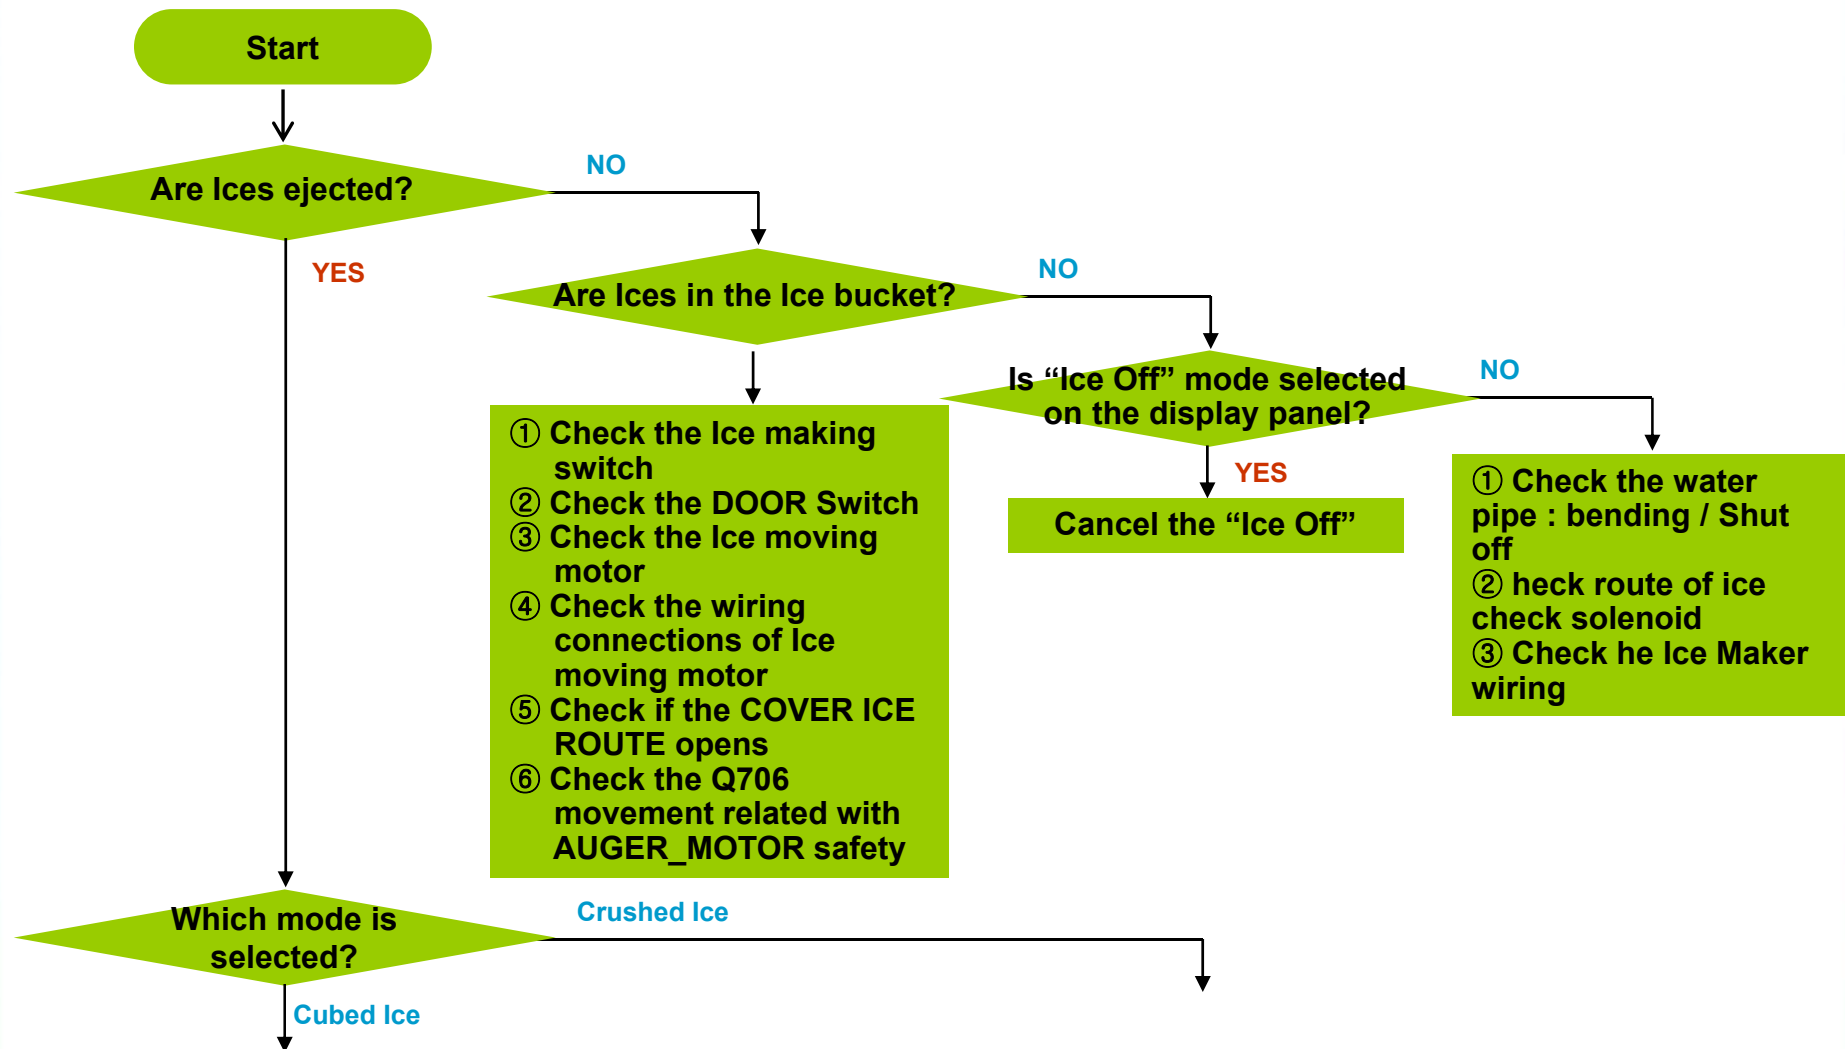 Start
Are Ices ejected?
NO
YES
Are Ices in the Ice bucket?
NO
Is “Ice Off” mode selected
on the display panel?
NO
YES
Cancel the “Ice Off”
① Check the Ice making
switch
② Check the DOOR Switch
③ Check the Ice moving
motor
④ Check the wiring
connections of Ice
moving motor
⑤ Check if the COVER ICE
ROUTE opens
⑥ Check the Q706
movement related with
AUGER_MOTOR safety
① Check the water
pipe : bending / Shut
off
② heck route of ice
check solenoid
③ Check he Ice Maker
wiring
Which mode is
selected?
Crushed Ice
Cubed Ice